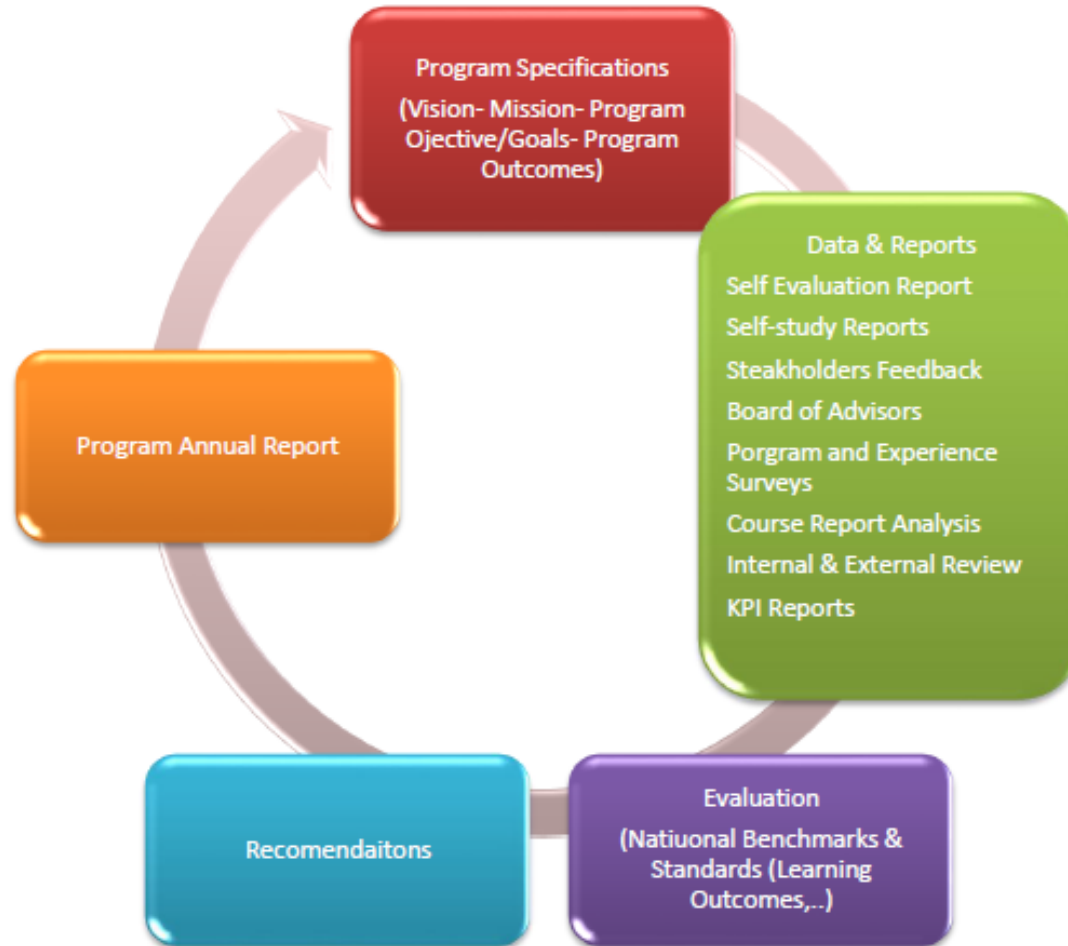 Program Specifications
(Vision- Mission- Program
Ojective/Goals- Program
Outcomes)
Data & Reports
Self Evaluation Report
Self-study Reports
Steakholders Feedback
Board of Advisors
Porgram and Experience
Surveys
Course Report Analysis
Internal & External Review
KPI Reports
Evaluation
(Natiuonal Benchmarks &
Standards (Learning
Outcomes,..)
Recomendaitons
Program Annual Report